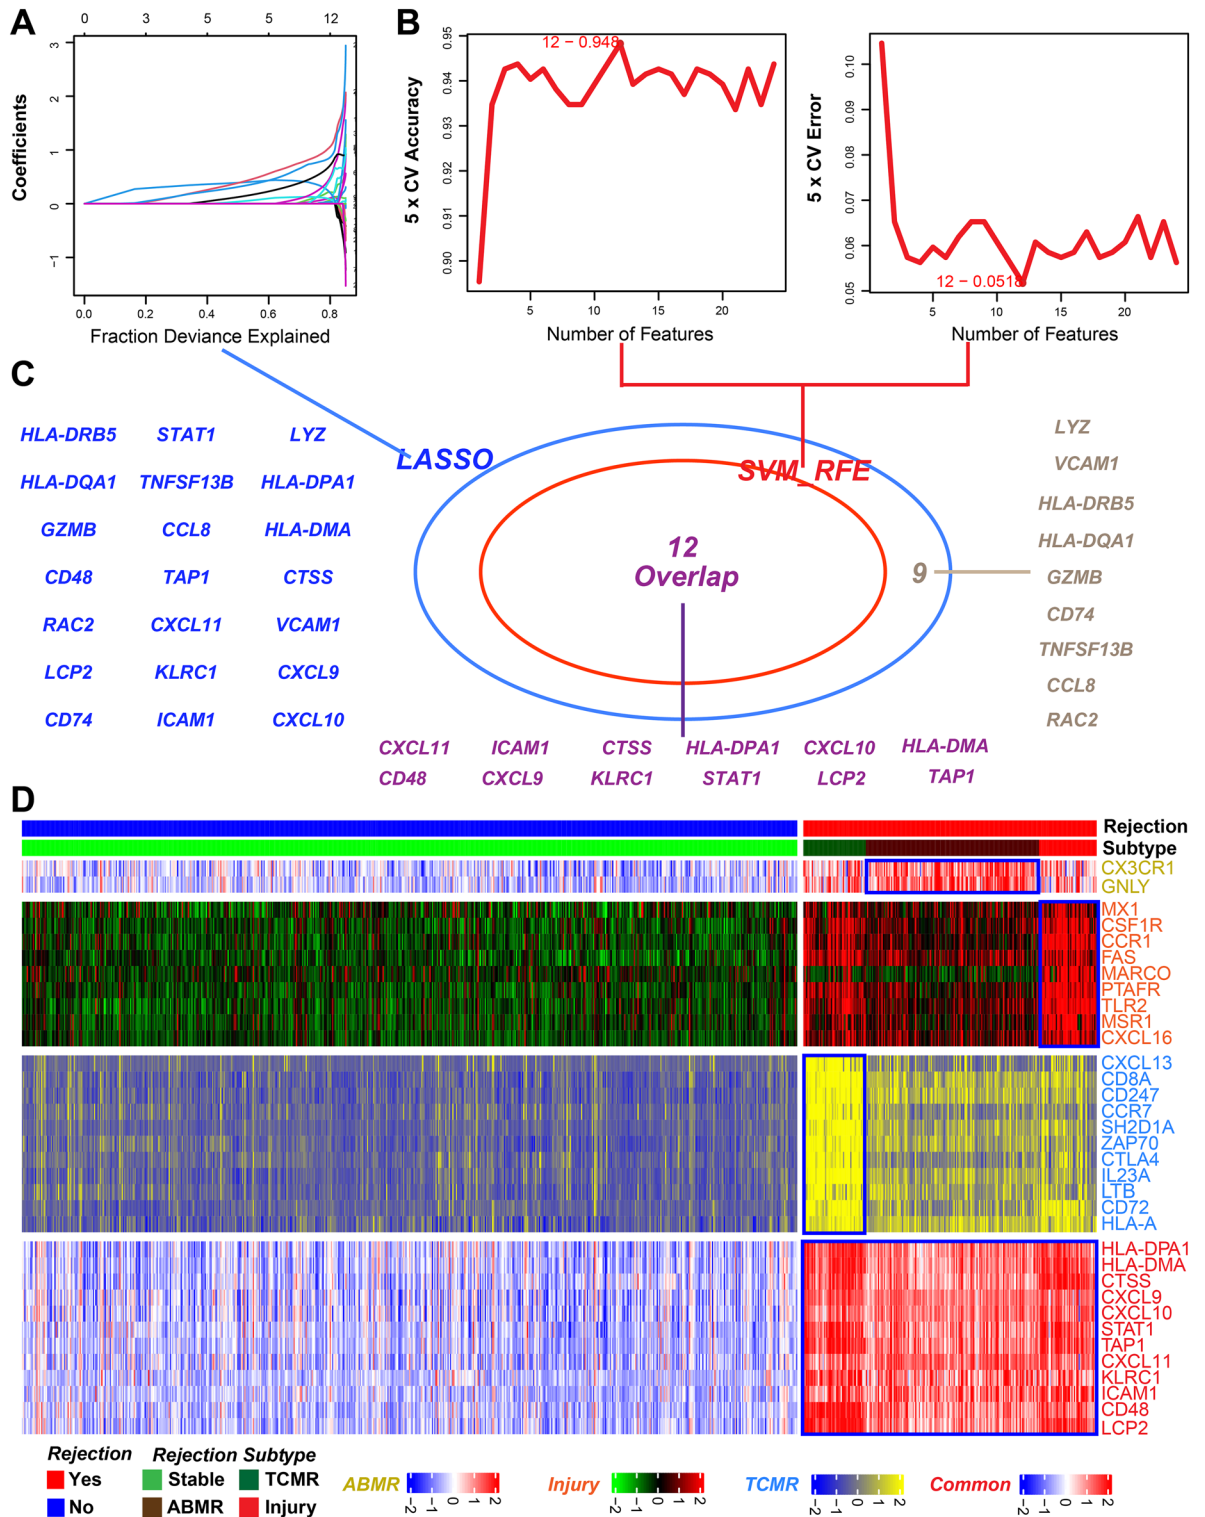 A
0 3 5 5 12
3
2
1
0
−1
Coefficients
0.0 0.2 0.4 0.6 0.8
Fraction Deviance Explained
B
0.95
0.94
0.93
0.92
0.91
0.90
5 x CV Accuracy
12 − 0.948
5 10 15 20
Number of Features
0.10
0.09
0.08
0.07
0.06
0.05
5 x CV Error
12 − 0.0518
5 10 15 20
Number of Features
C
HLA-DRB5 STAT1 LYZ
HLA-DQA1 TNFSF13B HLA-DPA1
GZMB CCL8 HLA-DMA
CD48 TAP1 CTSS
RAC2 CXCL11 VCAM1
LCP2 KLRC1 CXCL9
CD74 ICAM1 CXCL10
LASSO
SVM_RFE
12
Overlap
9
LYZ
VCAM1
HLA-DRB5
HLA-DQA1
GZMB
CD74
TNFSF13B
CCL8
RAC2
CXCL11 ICAM1 CTSS HLA-DPA1 CXCL10 HLA-DMA
CD48 CXCL9 KLRC1 STAT1 LCP2 TAP1
D
Rejection
Subtype
CX3CR1
GNLY
MX1
CSF1R
CCR1
FAS
MARCO
PTAFR
TLR2
MSR1
CXCL16
CXCL13
CD8A
CD247
CCR7
SH2D1A
ZAP70
CTLA4
IL23A
LTB
CD72
HLA-A
HLA-DPA1
HLA-DMA
CTSS
CXCL9
CXCL10
STAT1
TAP1
CXCL11
KLRC1
ICAM1
CD48
LCP2
Rejection
Yes
No
Rejection Subtype
Stable TCMR
ABMR Injury
ABMR
−2 −1 0 1 2
Injury
−2 −1 0 1 2
TCMR
−2 −1 0 1 2
Common
−2 −1 0 1 2